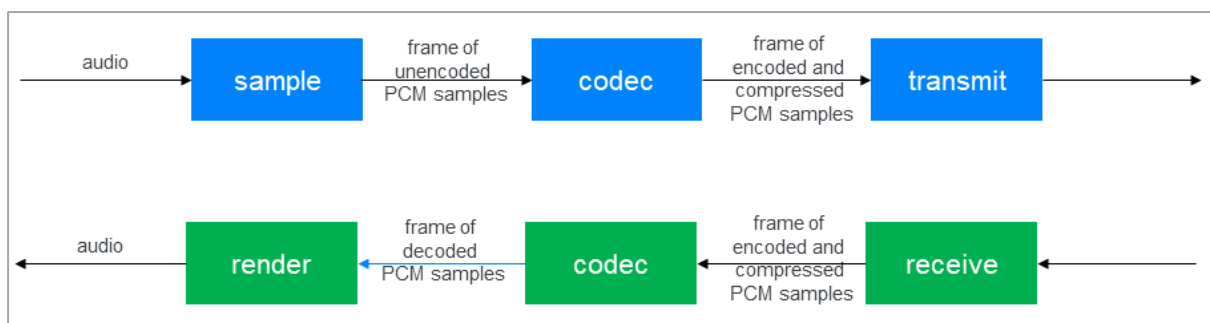 audio
sample
frame of
unencoded
PCM samples
codec
frame of
encoded and
compressed
PCM samples
transmit
audio
render
frame of
decoded
PCM samples
codec
frame of
encoded and
compressed
PCM samples
receive